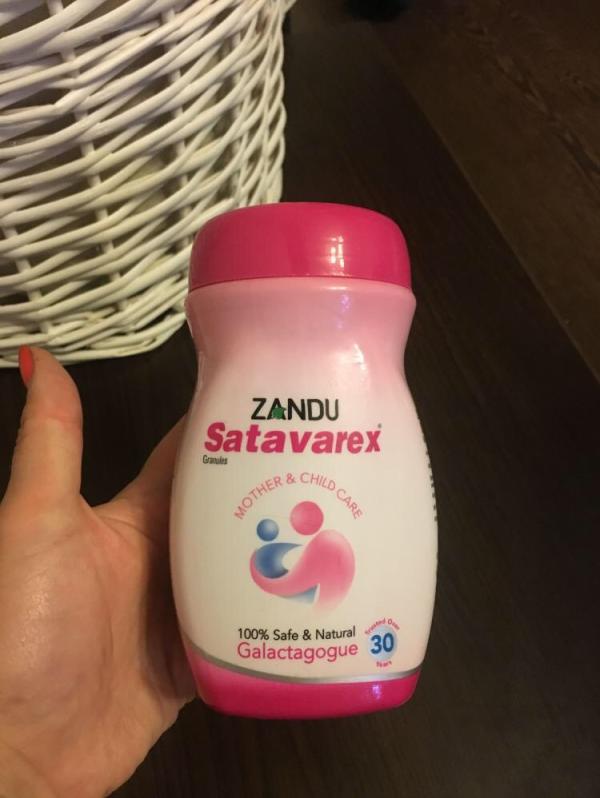 ZANDU
Satavarex®
Granules
MOTHER & CHILD CARE
100% Safe & Natural
Galactagogue
Trusted Over
30
Years